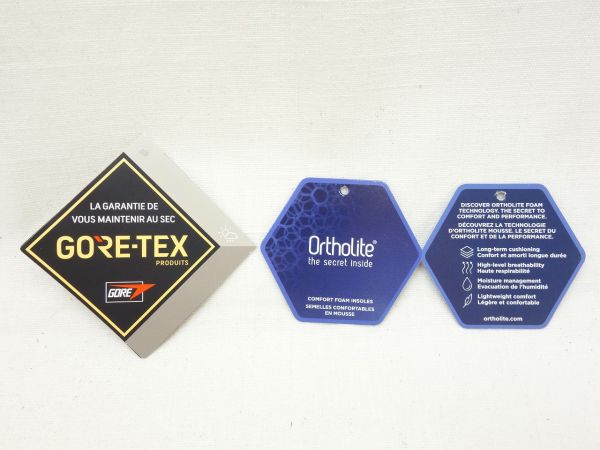 LA GARANTIE DE
VOUS MAINTENIR AU SEC
GORE-TEX
PRODUITS
GORE
Ortholite®
the secret inside
COMFORT FOAM INSOLES
SEMELLES CONFORTABLES
EN MOUSSE
DISCOVER ORTHOLITE FOAM
TECHNOLOGY. THE SECRET TO
COMFORT AND PERFORMANCE.
DÉCOUVREZ LA TECHNOLOGIE
D'ORTHOLITE MOUSSE. LE SECRET DU
CONFORT ET DE LA PERFORMANCE.
Long-term cushioning
Confort et amorti longue durée
High-level breathability
Haute respirabilité
Moisture management
Evacuation de l'humidité
Lightweight comfort
Légère et confortable
ortholite.com